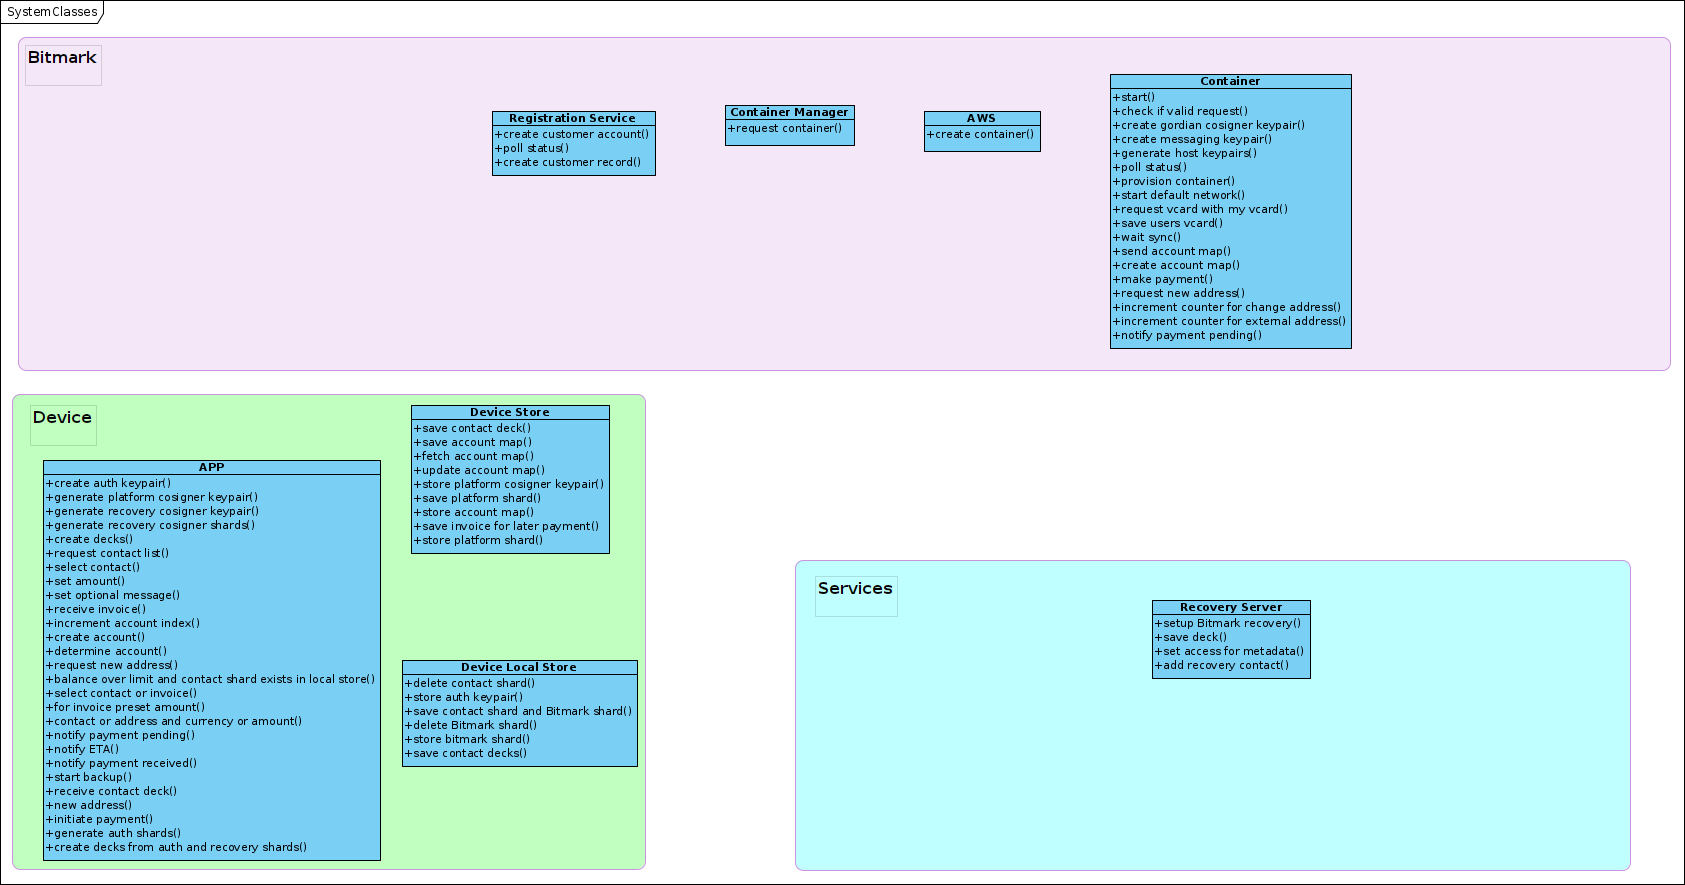 SystemClasses
Bitmark
Registration Service
+create customer account()
+poll status()
+create customer record()
Container Manager
+request container()
AWS
+create container()
Container
+start()
+check if valid request()
+create gordian cosigner keypair()
+create messaging keypair()
+generate host keypairs()
+poll status()
+provision container()
+start default network()
+request vcard with my vcard()
+save users vcard()
+wait sync()
+send account map()
+create account map()
+make payment()
+request new address()
+increment counter for change address()
+increment counter for external address()
+notify payment pending()
Device
APP
+create auth keypair()
+generate platform cosigner keypair()
+generate recovery cosigner keypair()
+generate recovery cosigner shards()
+create decks()
+request contact list()
+select contact()
+set amount()
+set optional message()
+receive invoice()
+increment account index()
+create account()
+determine account()
+request new address()
+balance over limit and contact shard exists in local store()
+select contact or invoice()
+for invoice preset amount()
+contact or address and currency or amount()
+notify payment pending()
+notify ETA()
+notify payment received()
+start backup()
+receive contact deck()
+new address()
+initiate payment()
+generate auth shards()
+create decks from auth and recovery shards()
Device Store
+save contact deck()
+save account map()
+fetch account map()
+update account map()
+store platform cosigner keypair()
+save platform shard()
+store account map()
+save invoice for later payment()
+store platform shard()
Device Local Store
+delete contact shard()
+store auth keypair()
+save contact shard and Bitmark shard()
+delete Bitmark shard()
+store bitmark shard()
+save contact decks()
Services
Recovery Server
+setup Bitmark recovery()
+save deck()
+set access for metadata()
+add recovery contact()